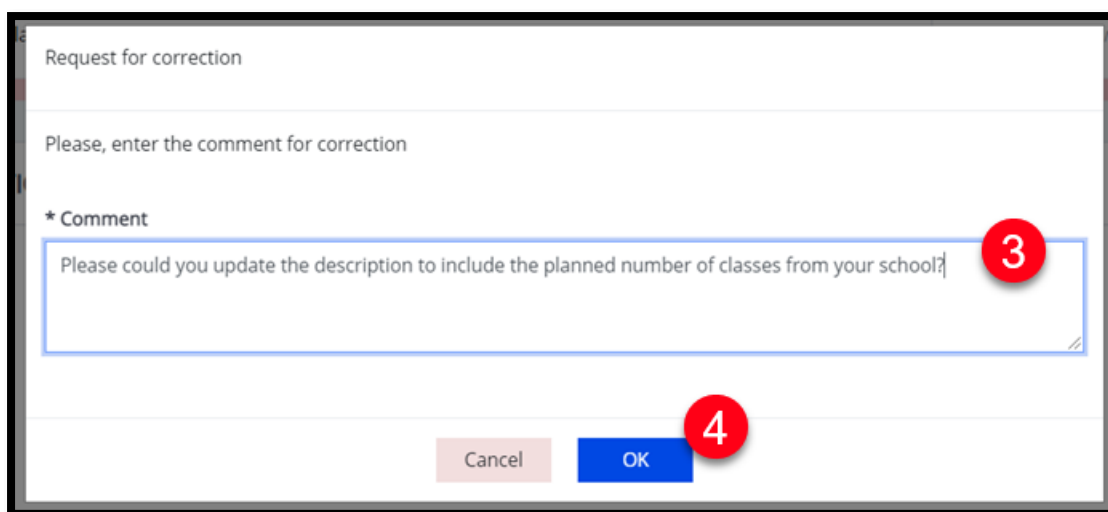 Request for correction
Please, enter the comment for correction
* Comment
Please could you update the description to include the planned number of classes from your school?
3
4
Cancel
OK